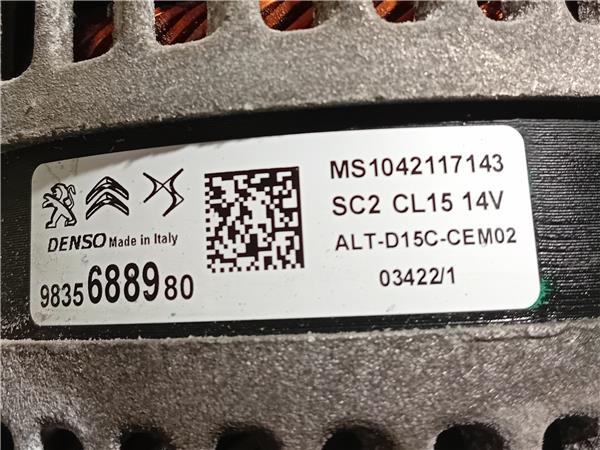 DENSO Made in Italy
9835688980
MS1042117143
SC2 CL15 14V
ALT-D15C-CEM02
03422/1